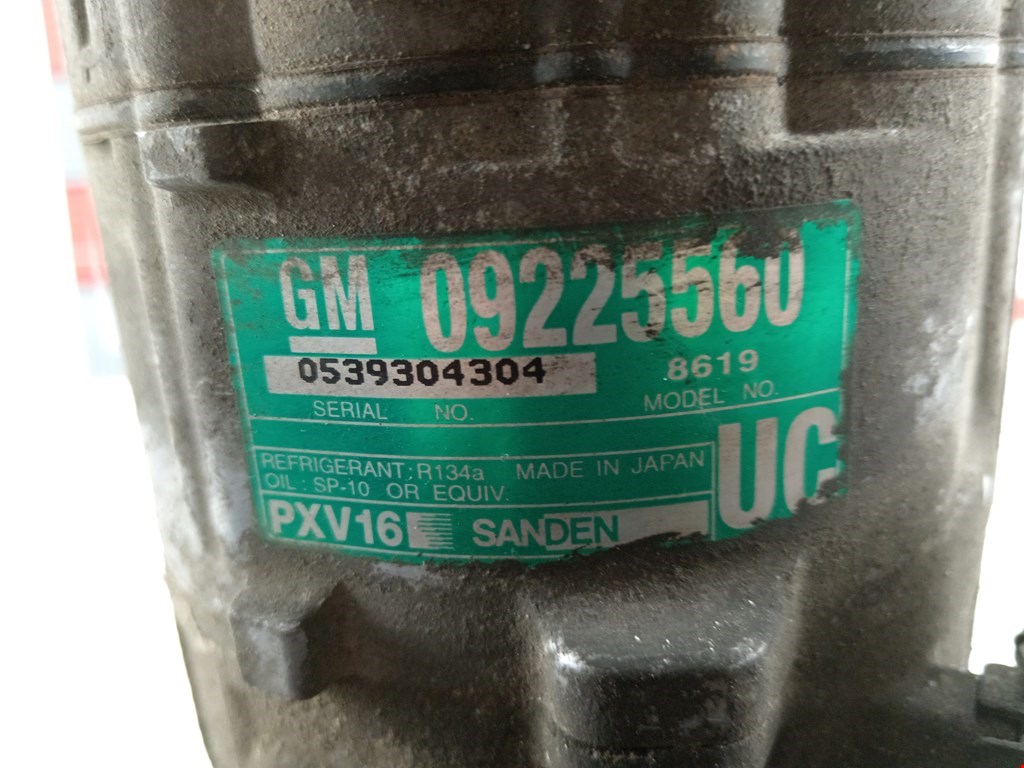 GM 09225560
0539304304 8619
SERIAL NO. MODEL NO.
REFRIGERANT : R134a MADE IN JAPAN
OIL : SP-10 OR EQUIV.
UC
PXV16 SANDEN